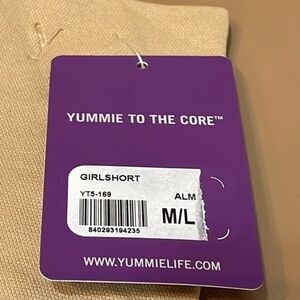 YUMMIE TO THE CORE™
GIRLSHORT
YT5-169 ALM
M/L
840293194235
WWW.YUMMIELIFE.COM